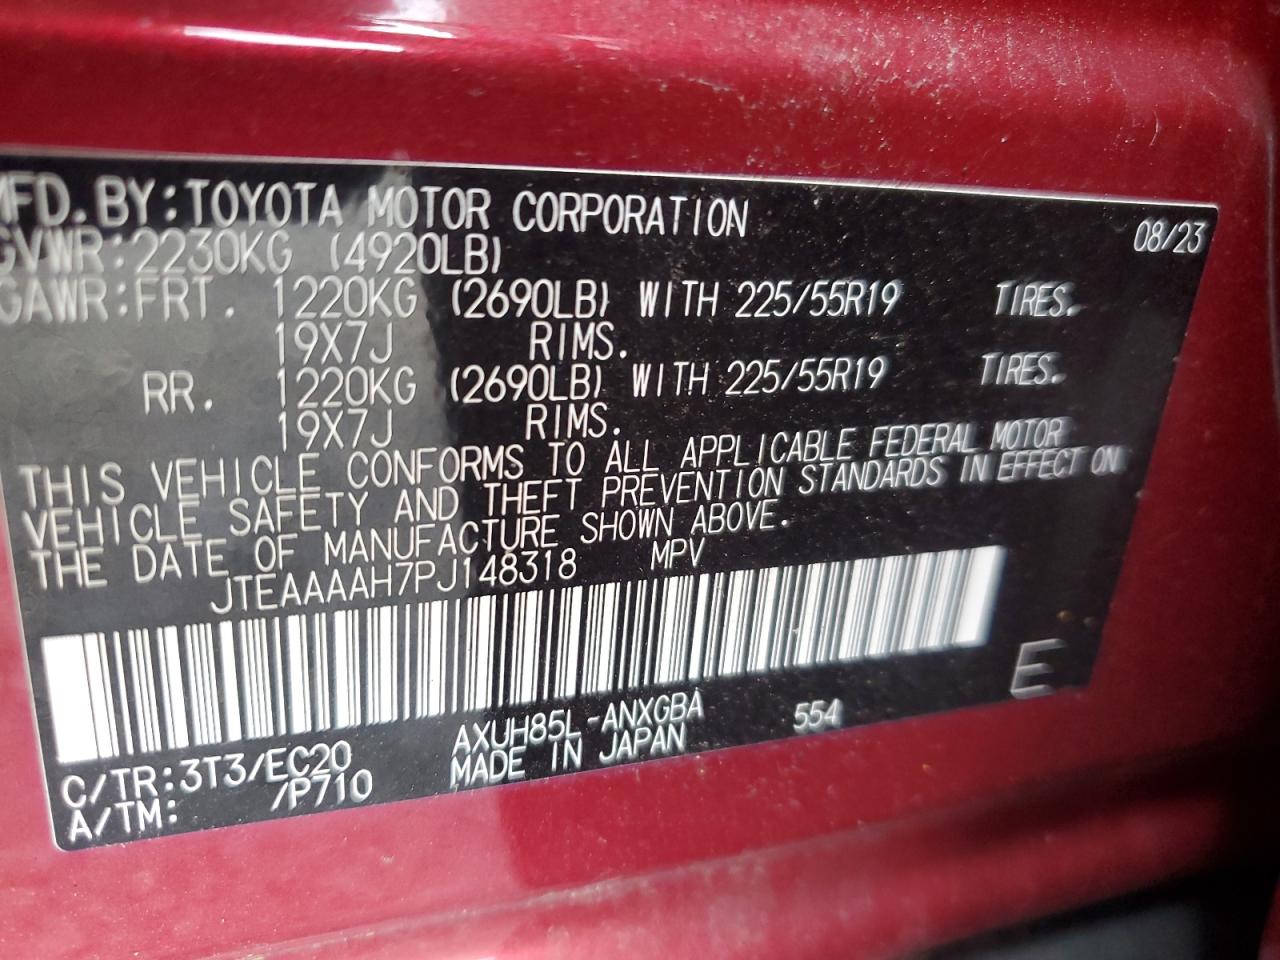 MFD. BY: TOYOTA MOTOR CORPORATION 08/23
GVWR: 2230KG (4920LB)
GAWR: FRT. 1220KG (2690LB) WITH 225/55R19 TIRES.
19X7J RIMS.
RR. 1220KG (2690LB) WITH 225/55R19 TIRES.
19X7J RIMS.
THIS VEHICLE CONFORMS TO ALL APPLICABLE FEDERAL MOTOR
VEHICLE SAFETY AND THEFT PREVENTION STANDARDS IN EFFECT ON
THE DATE OF MANUFACTURE SHOWN ABOVE.
JTEAAAAH7PJ148318 MPV
E
C/TR: 3T3/EC20 AXUH85L-ANXGBA 554
A/TM: /P710 MADE IN JAPAN